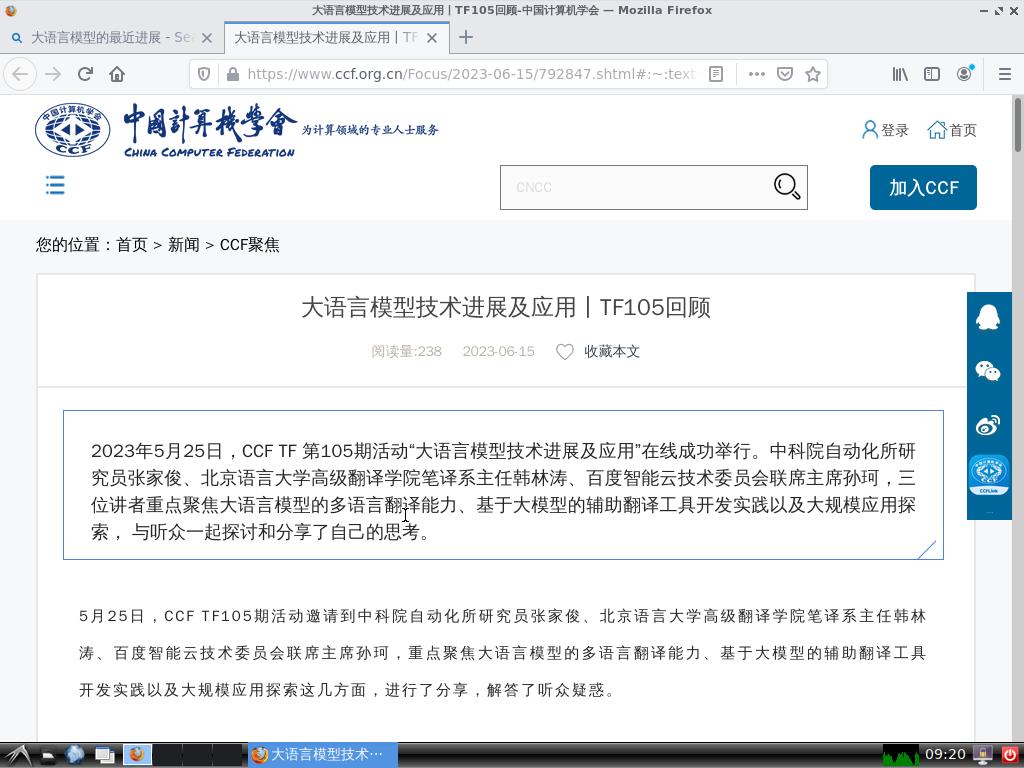 大语言模型技术进展及应用丨TF105回顾-中国计算机学会 — Mozilla Firefox
大语言模型的最近进展 - Sea
大语言模型技术进展及应用丨TF
https://www.ccf.org.cn/Focus/2023-06-15/792847.shtml#:~:text
中国计算机学会
CCF
中國計算機學會
为计算领域的专业人士服务
CHINA COMPUTER FEDERATION
登录
首页
CNCC
加入CCF
您的位置：首页 > 新闻 > CCF聚焦
大语言模型技术进展及应用丨TF105回顾
阅读量:238 2023-06-15 收藏本文
2023年5月25日，CCF TF 第105期活动“大语言模型技术进展及应用”在线成功举行。中科院自动化所研
究员张家俊、北京语言大学高级翻译学院笔译系主任韩林涛、百度智能云技术委员会联席主席孙珂，三
位讲者重点聚焦大语言模型的多语言翻译能力、基于大模型的辅助翻译工具开发实践以及大规模应用探
索， 与听众一起探讨和分享了自己的思考。
CCFLink
5月25日，CCF TF105期活动邀请到中科院自动化所研究员张家俊、北京语言大学高级翻译学院笔译系主任韩林
涛、百度智能云技术委员会联席主席孙珂，重点聚焦大语言模型的多语言翻译能力、基于大模型的辅助翻译工具
开发实践以及大规模应用探索这几方面，进行了分享，解答了听众疑惑。
大语言模型技术···
09:20